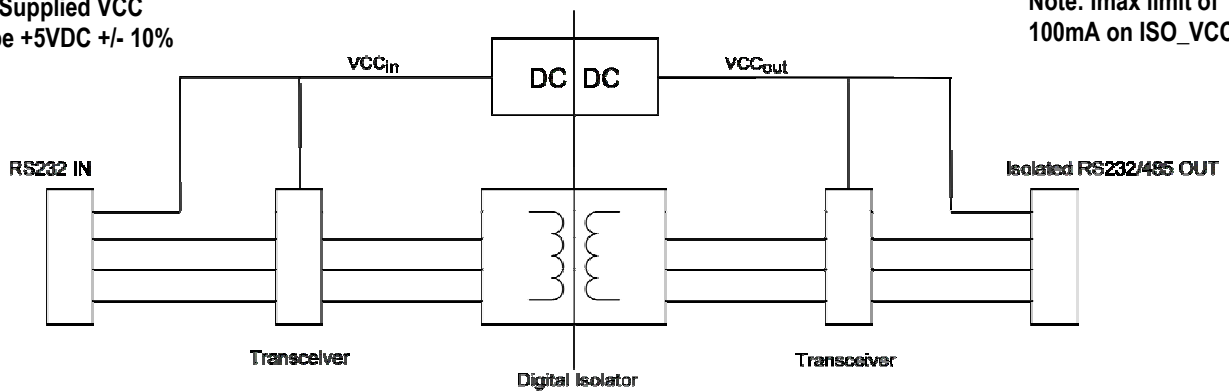 Supplied VCC
be +5VDC +/- 10%
Note: Imax limit of
100mA on ISO_VCC
VCCin
DC DC
VCCout
RS232 IN
Isolated RS232/485 OUT
Transceiver
Transceiver
Digital Isolator